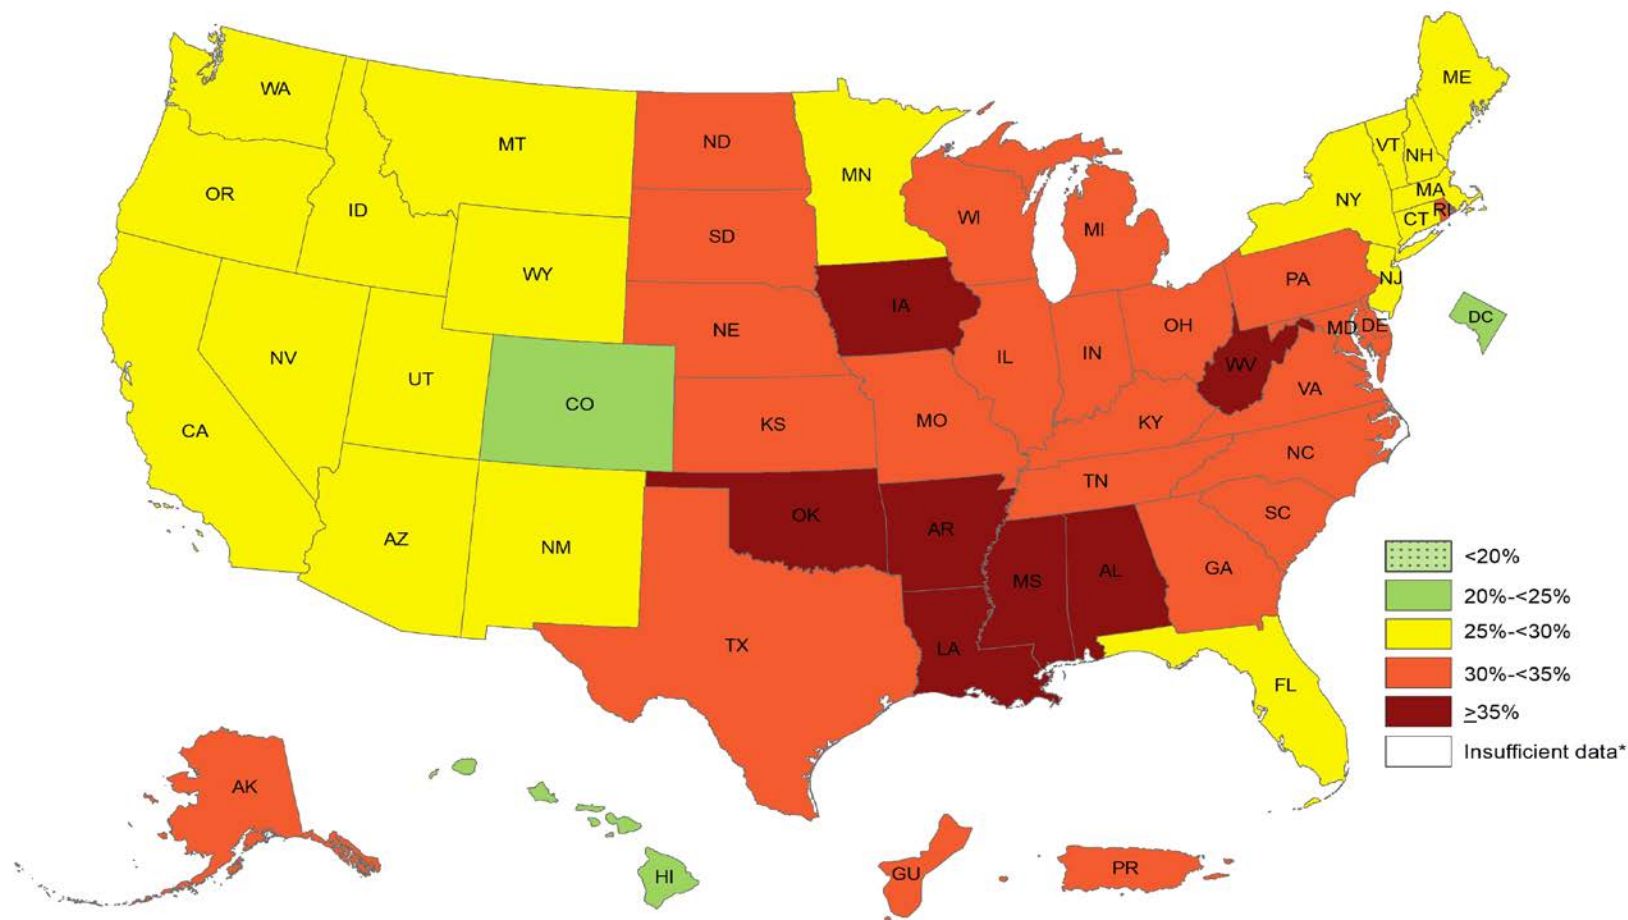 WA
ME
MT
ND
VT
NH
MN
OR
ID
MA
NY
WI
CT
RI
SD
MI
WY
PA
NJ
IA
DC
NE
OH
MD
DE
NV
IL
IN
WV
UT
VA
CO
KS
MO
KY
CA
NC
TN
SC
OK
AR
AZ
NM
MS
AL
GA
TX
LA
FL
<20%
20%-<25%
25%-<30%
30%-<35%
≥35%
Insufficient data*
AK
HI
GU
PR